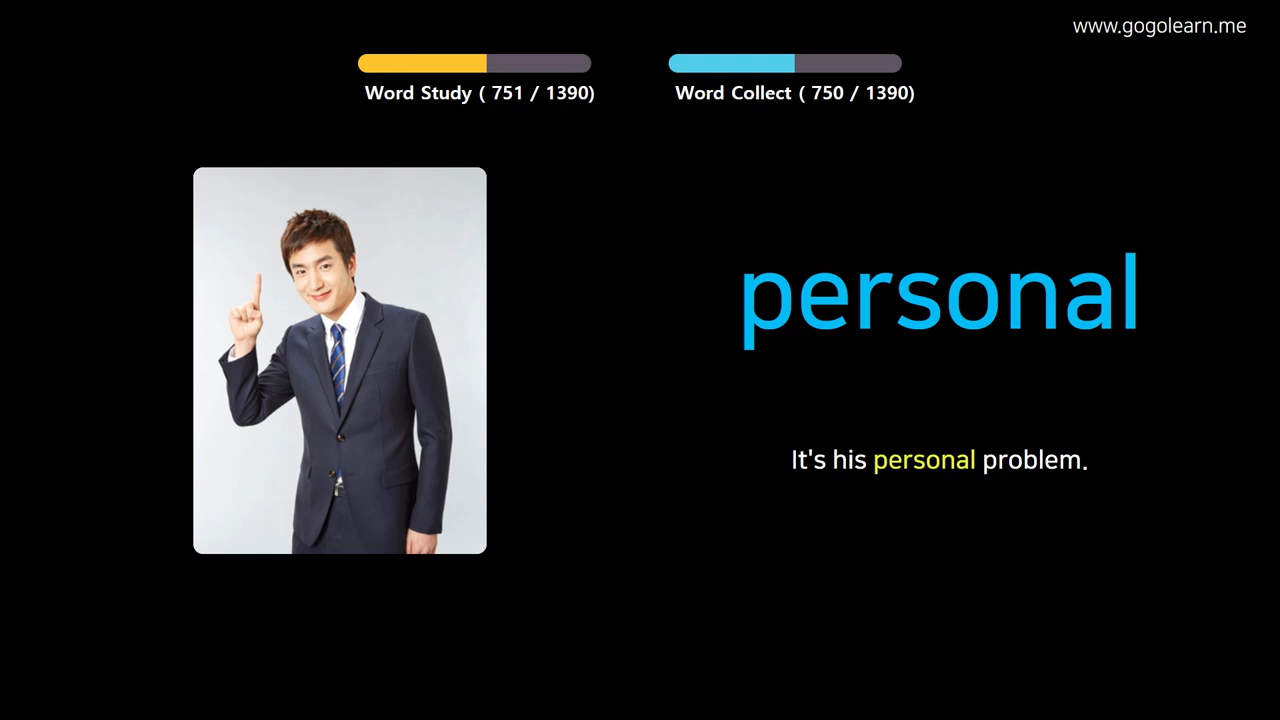 www.gogolearn.me
Word Study ( 751 / 1390)
Word Collect ( 750 / 1390)
personal
It's his personal problem.